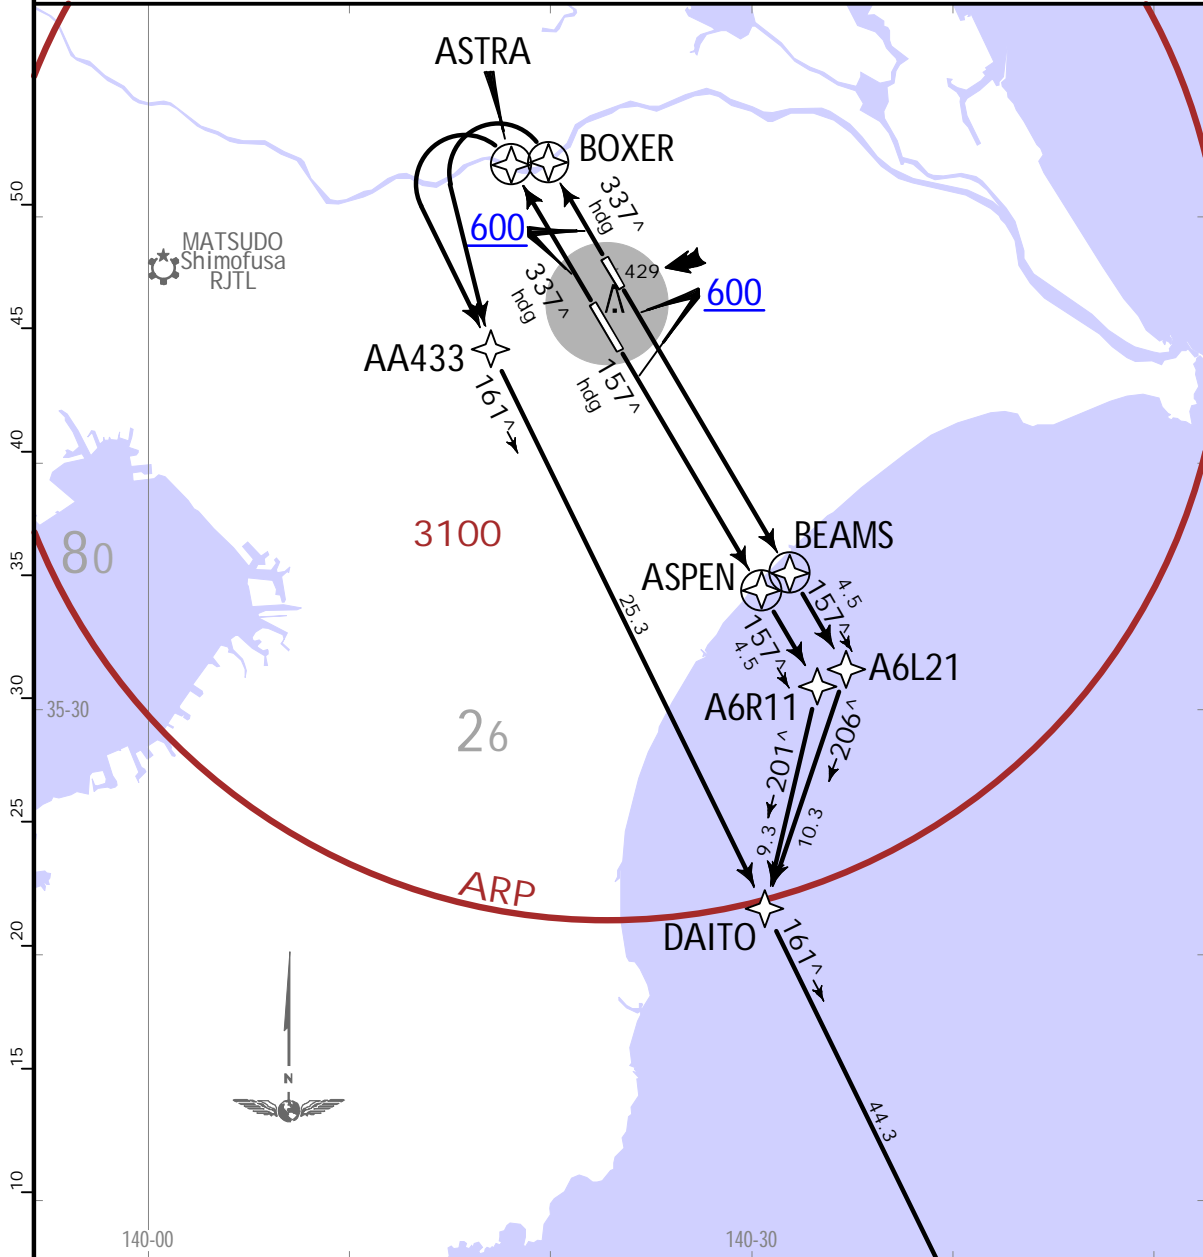 ASTRA
BOXER
337^
hdg
50
600
MATSUDO
Shimofusa
RJTL
429
337^
hdg
600
45
AA433
157^
hdg
161^
40
3100
BEAMS
80
ASPEN
35
4.5
157^
25.3
157^
4.5
A6L21
A6R11
30
35-30
26
206^
201^
25
10.3
9.3
ARP
DAITO
20
161^
15
N
44.3
10
140-00
140-30